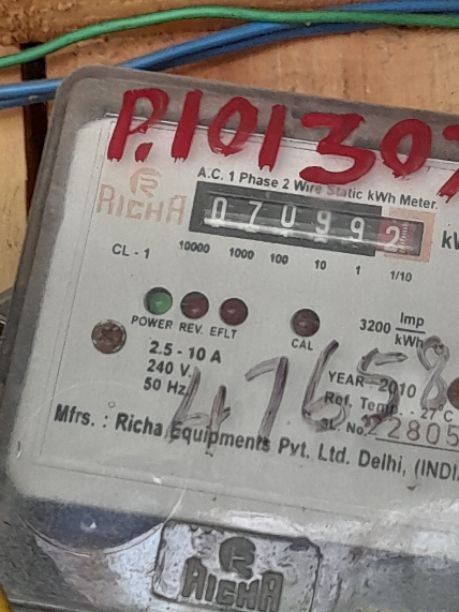 P.101307
A.C. 1 Phase 2 Wire Static kWh Meter.
RICHA
070992
CL - 1
10000 1000 100 10 1 1/10
POWER REV. EFLT
CAL
3200 Imp
kWh
2.5 - 10 A
240 V
50 Hz
47658
YEAR - 2010
Ref. Temp. - 27°C
SL. No. 22805
Mfrs. : Richa Equipments Pvt. Ltd. Delhi, (INDI
RICHA